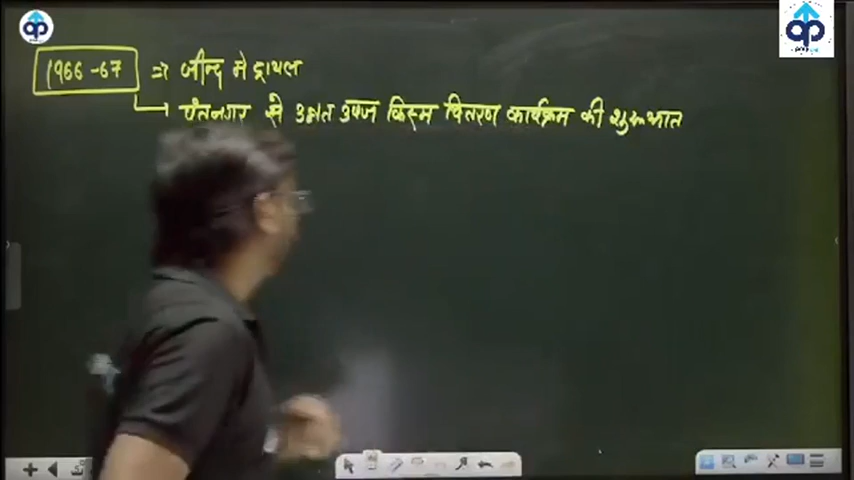 1966-67 ⇒ जीन्द मे ट्रायल
पंतनगर से उन्नत उपज किस्म वितरण कार्यक्रम की शुरूआत